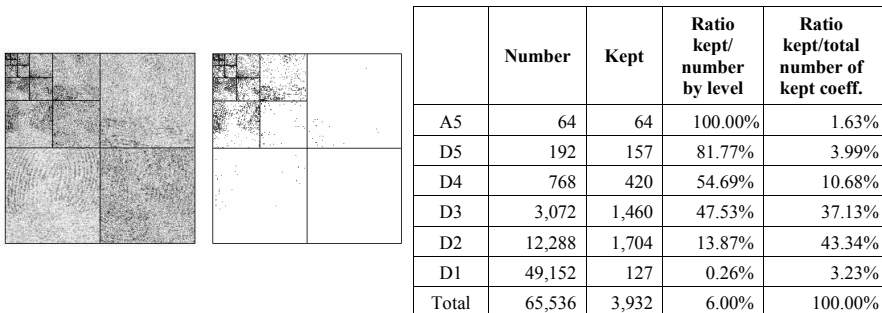 Number Kept Ratio kept/ number by level Ratio kept/total number of kept coeff.
A5 64 64 100.00% 1.63%
D5 192 157 81.77% 3.99%
D4 768 420 54.69% 10.68%
D3 3,072 1,460 47.53% 37.13%
D2 12,288 1,704 13.87% 43.34%
D1 49,152 127 0.26% 3.23%
Total 65,536 3,932 6.00% 100.00%